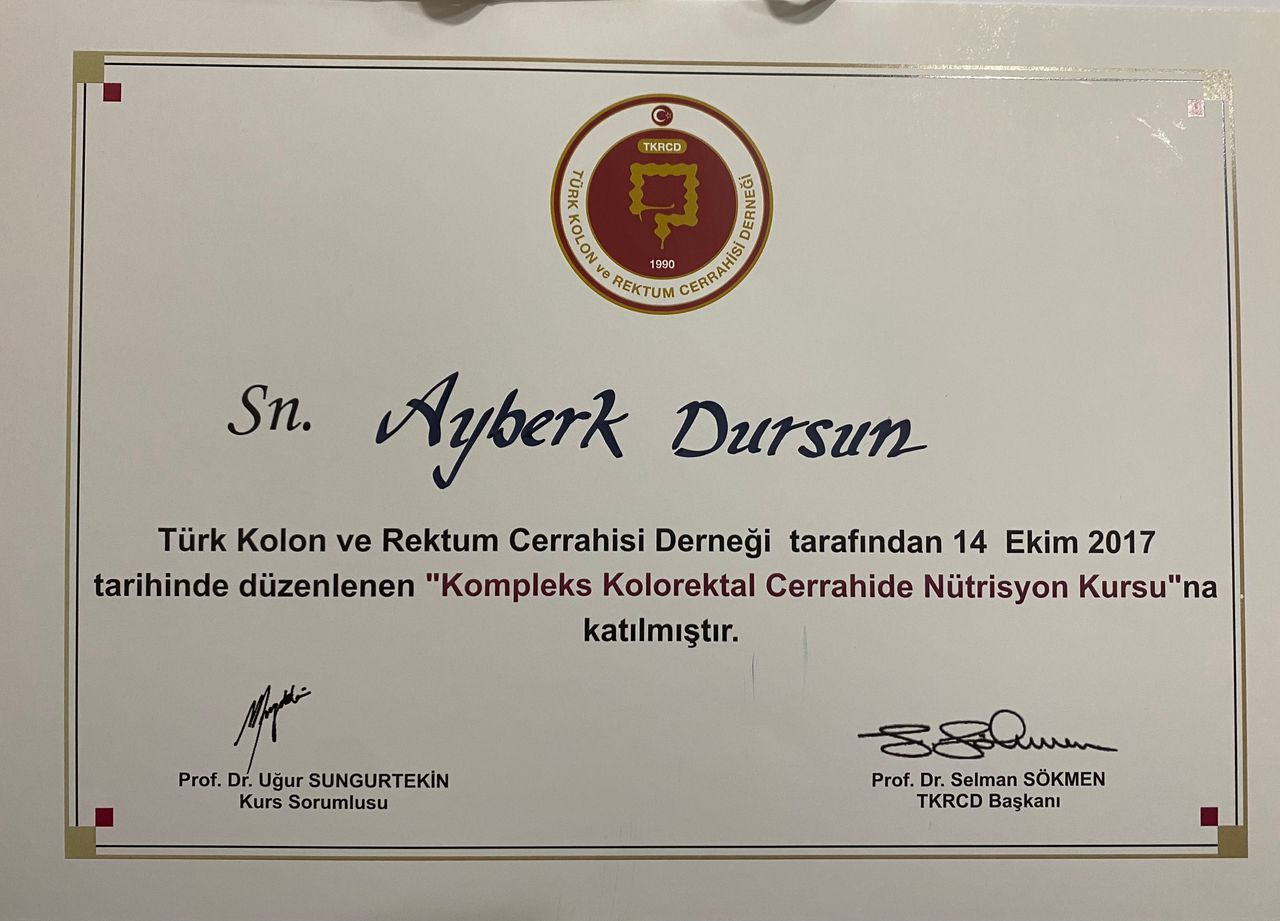 TKRCD
TÜRK KOLON ve REKTUM CERRAHİSİ DERNEĞİ
1990
Sn. Ayberk Dursun
Türk Kolon ve Rektum Cerrahisi Derneği tarafından 14 Ekim 2017
tarihinde düzenlenen "Kompleks Kolorektal Cerrahide Nütrisyon Kursu"na
katılmıştır.
Prof. Dr. Uğur SUNGURTEKİN
Kurs Sorumlusu
Prof. Dr. Selman SÖKMEN
TKRCD Başkanı